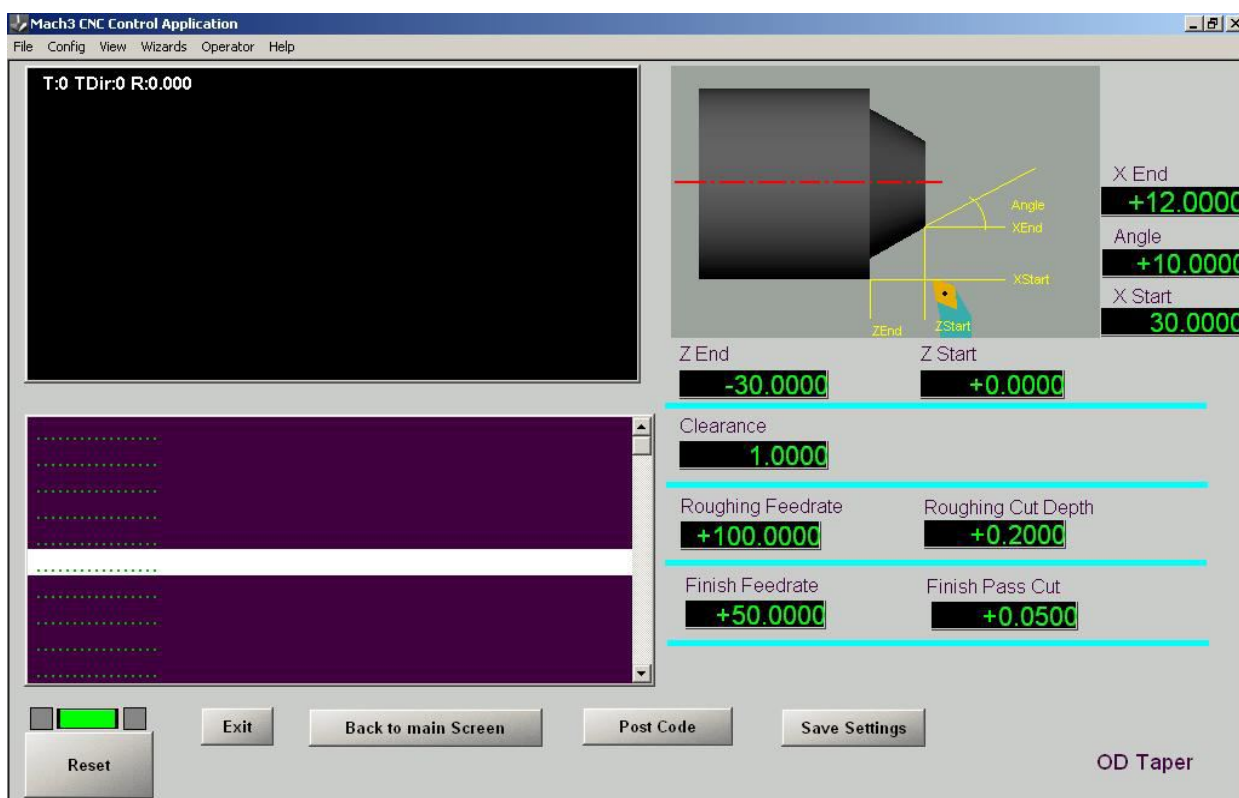 Mach3 CNC Control Application
File Config View Wizards Operator Help
T:0 TDir:0 R:0.000
Angle
XEnd
XStart
ZEnd
ZStart
X End
+12.0000
Angle
+10.0000
X Start
30.0000
Z End
Z Start
-30.0000
+0.0000
Clearance
1.0000
Roughing Feedrate
Roughing Cut Depth
+100.0000
+0.2000
Finish Feedrate
Finish Pass Cut
+50.0000
+0.0500
Reset
Exit
Back to main Screen
Post Code
Save Settings
OD Taper